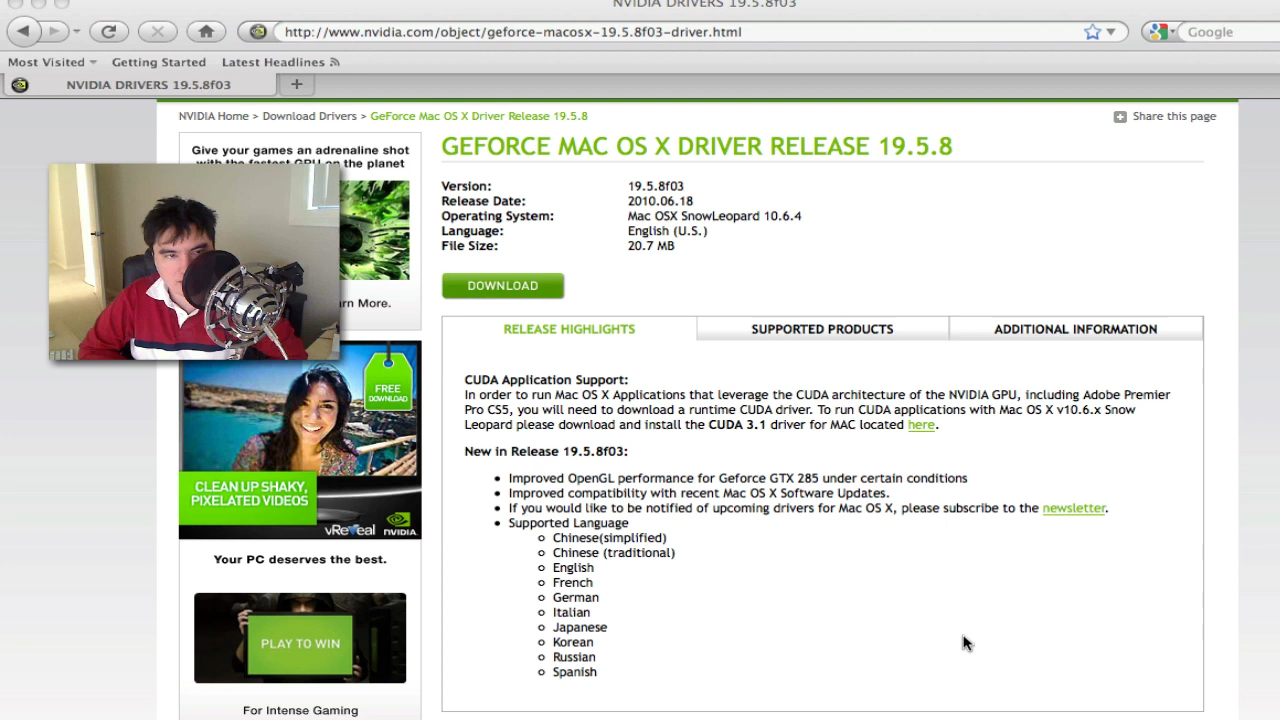 NVIDIA DRIVERS 19.5.8f03
http://www.nvidia.com/object/geforce-macosx-19.5.8f03-driver.html
Google
Most Visited
Getting Started
Latest Headlines
NVIDIA DRIVERS 19.5.8f03
NVIDIA Home > Download Drivers > GeForce Mac OS X Driver Release 19.5.8
Share this page
Give your games an adrenaline shot
with the fastest GPU on the planet
Learn More.
FREE
DOWNLOAD
CLEAN UP SHAKY,
PIXELATED VIDEOS
vReveal
NVIDIA.
Your PC deserves the best.
PLAY TO WIN
For Intense Gaming
GEFORCE MAC OS X DRIVER RELEASE 19.5.8
Version: 19.5.8f03
Release Date: 2010.06.18
Operating System: Mac OSX SnowLeopard 10.6.4
Language: English (U.S.)
File Size: 20.7 MB
DOWNLOAD
RELEASE HIGHLIGHTS
SUPPORTED PRODUCTS
ADDITIONAL INFORMATION
CUDA Application Support:
In order to run Mac OS X Applications that leverage the CUDA architecture of the NVIDIA GPU, including Adobe Premier
Pro CS5, you will need to download a runtime CUDA driver. To run CUDA applications with Mac OS X v10.6.x Snow
Leopard please download and install the CUDA 3.1 driver for MAC located here.
New in Release 19.5.8f03:
Improved OpenGL performance for Geforce GTX 285 under certain conditions
Improved compatibility with recent Mac OS X Software Updates.
If you would like to be notified of upcoming drivers for Mac OS X, please subscribe to the newsletter.
Supported Language
Chinese(simplified)
Chinese (traditional)
English
French
German
Italian
Japanese
Korean
Russian
Spanish